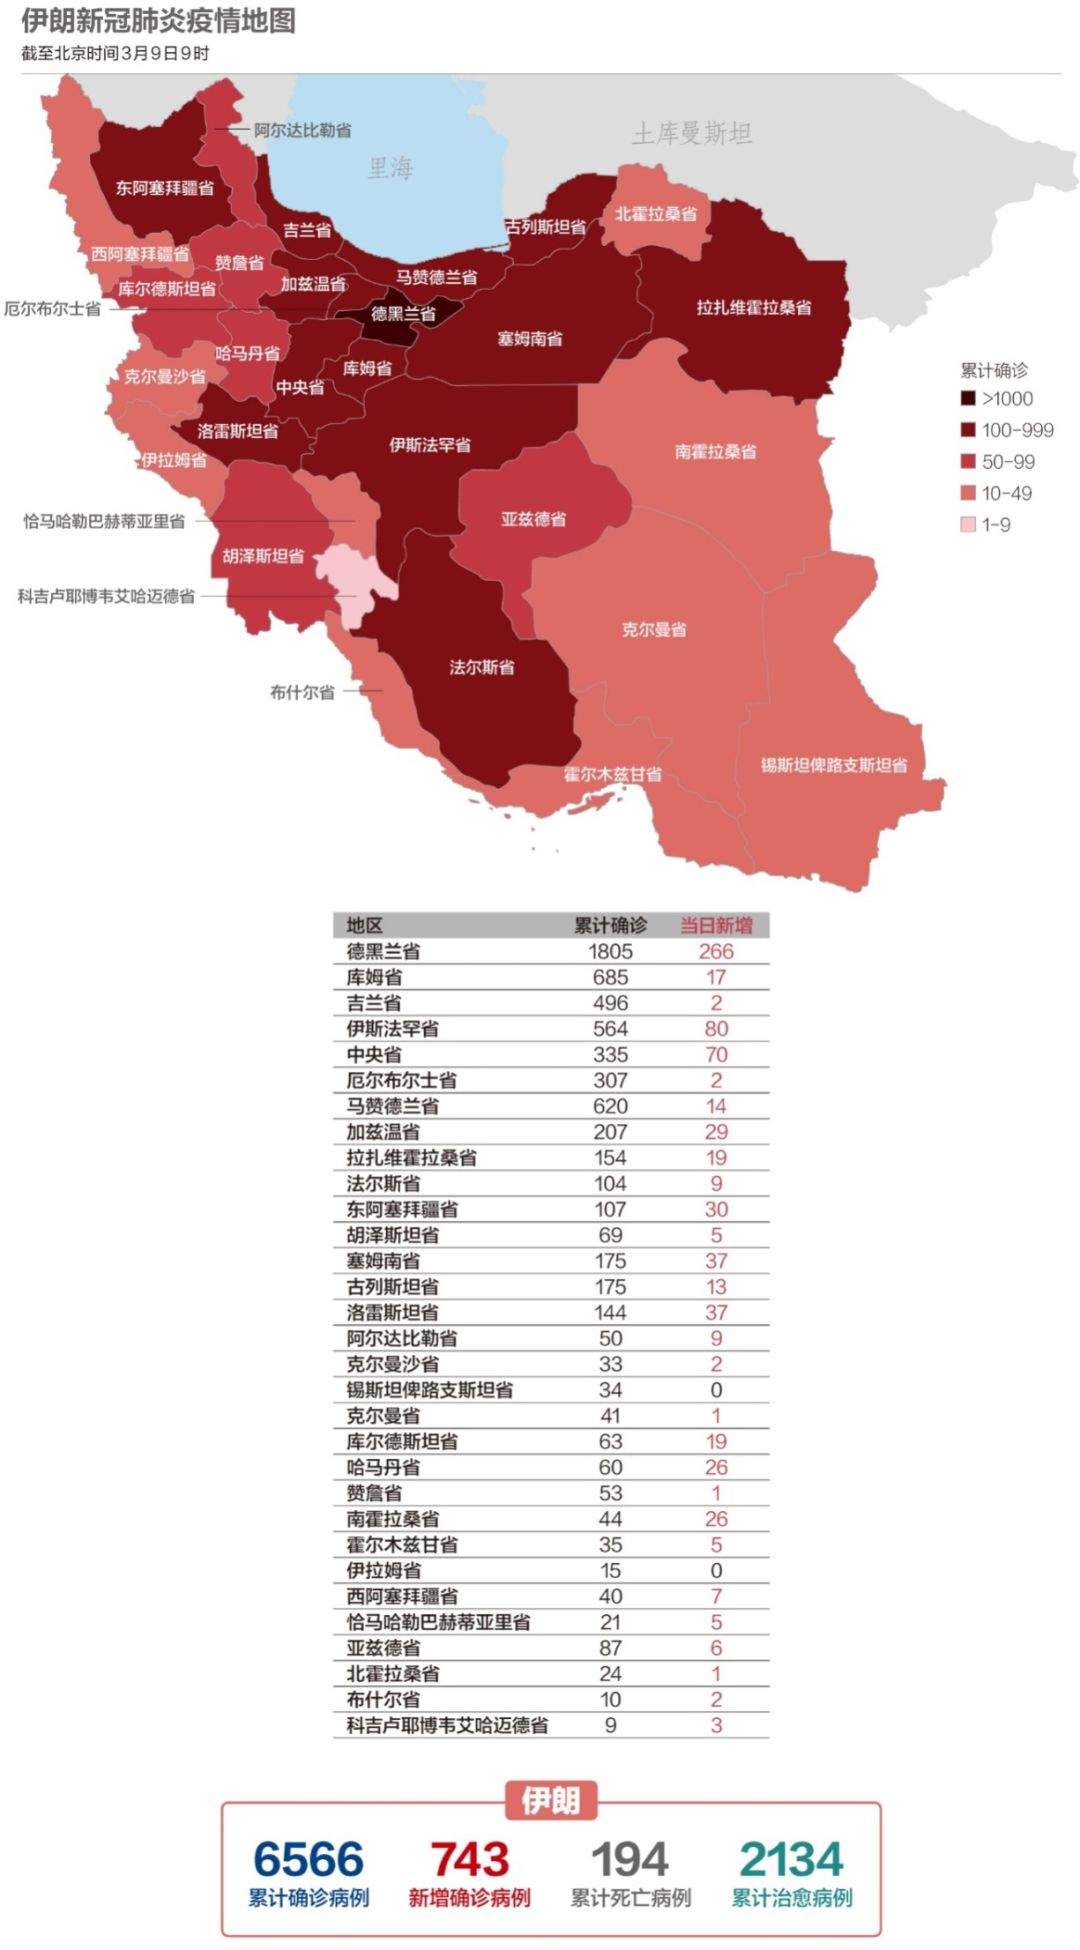 伊朗新冠肺炎疫情地图
截至北京时间3月9日9时
阿尔达比勒省
土库曼斯坦
里海
东阿塞拜疆省
北霍拉桑省
吉兰省
古列斯坦省
西阿塞拜疆省
赞詹省
马赞德兰省
库尔德斯坦省
加兹温省
厄尔布尔士省
德黑兰省
拉扎维霍拉桑省
塞姆南省
哈马丹省
库姆省
克尔曼沙省
中央省
累计确诊
>1000
100-999
50-99
10-49
1-9
洛雷斯坦省
伊斯法罕省
南霍拉桑省
伊拉姆省
恰马哈勒巴赫蒂亚里省
亚兹德省
胡泽斯坦省
科吉卢耶博韦艾哈迈德省
克尔曼省
法尔斯省
布什尔省
锡斯坦俾路支斯坦省
霍尔木兹甘省
地区 累计确诊 当日新增
德黑兰省 1805 266
库姆省 685 17
吉兰省 496 2
伊斯法罕省 564 80
中央省 335 70
厄尔布尔士省 307 2
马赞德兰省 620 14
加兹温省 207 29
拉扎维霍拉桑省 154 19
法尔斯省 104 9
东阿塞拜疆省 107 30
胡泽斯坦省 69 5
塞姆南省 175 37
古列斯坦省 175 13
洛雷斯坦省 144 37
阿尔达比勒省 50 9
克尔曼沙省 33 2
锡斯坦俾路支斯坦省 34 0
克尔曼省 41 1
库尔德斯坦省 63 19
哈马丹省 60 26
赞詹省 53 1
南霍拉桑省 44 26
霍尔木兹甘省 35 5
伊拉姆省 15 0
西阿塞拜疆省 40 7
恰马哈勒巴赫蒂亚里省 21 5
亚兹德省 87 6
北霍拉桑省 24 1
布什尔省 10 2
科吉卢耶博韦艾哈迈德省 9 3
伊朗
6566 743 194 2134
累计确诊病例 新增确诊病例 累计死亡病例 累计治愈病例